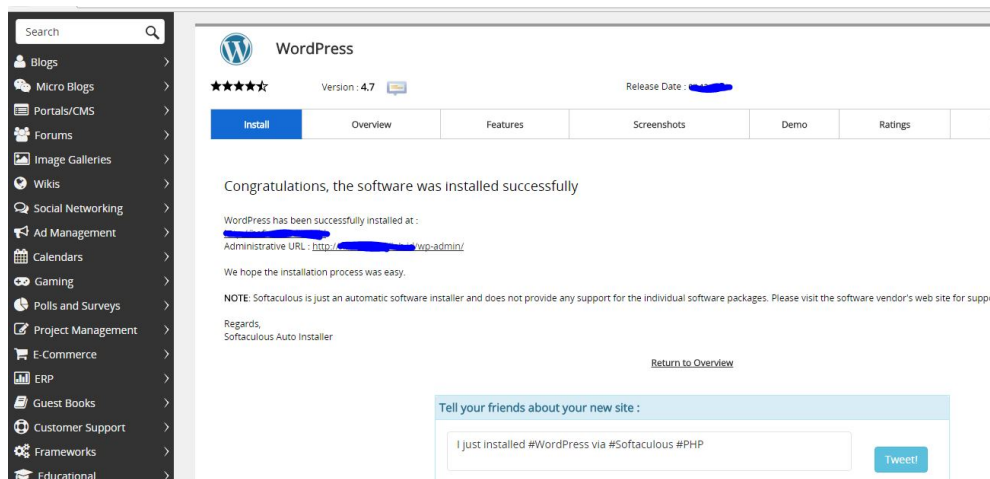 Search
Blogs
Micro Blogs
Portals/CMS
Forums
Image Galleries
Wikis
Social Networking
Ad Management
Calendars
Gaming
Polls and Surveys
Project Management
E-Commerce
ERP
Guest Books
Customer Support
Frameworks
Educational
WordPress
Version : 4.7
Release Date :
Install Overview Features Screenshots Demo Ratings
Congratulations, the software was installed successfully
WordPress has been successfully installed at :
Administrative URL : http:// /wp-admin/
We hope the installation process was easy.
NOTE: Softaculous is just an automatic software installer and does not provide any support for the individual software packages. Please visit the software vendor's web site for supp
Regards,
Softaculous Auto Installer
Return to Overview
Tell your friends about your new site :
I just installed #WordPress via #Softaculous #PHP
Tweet!